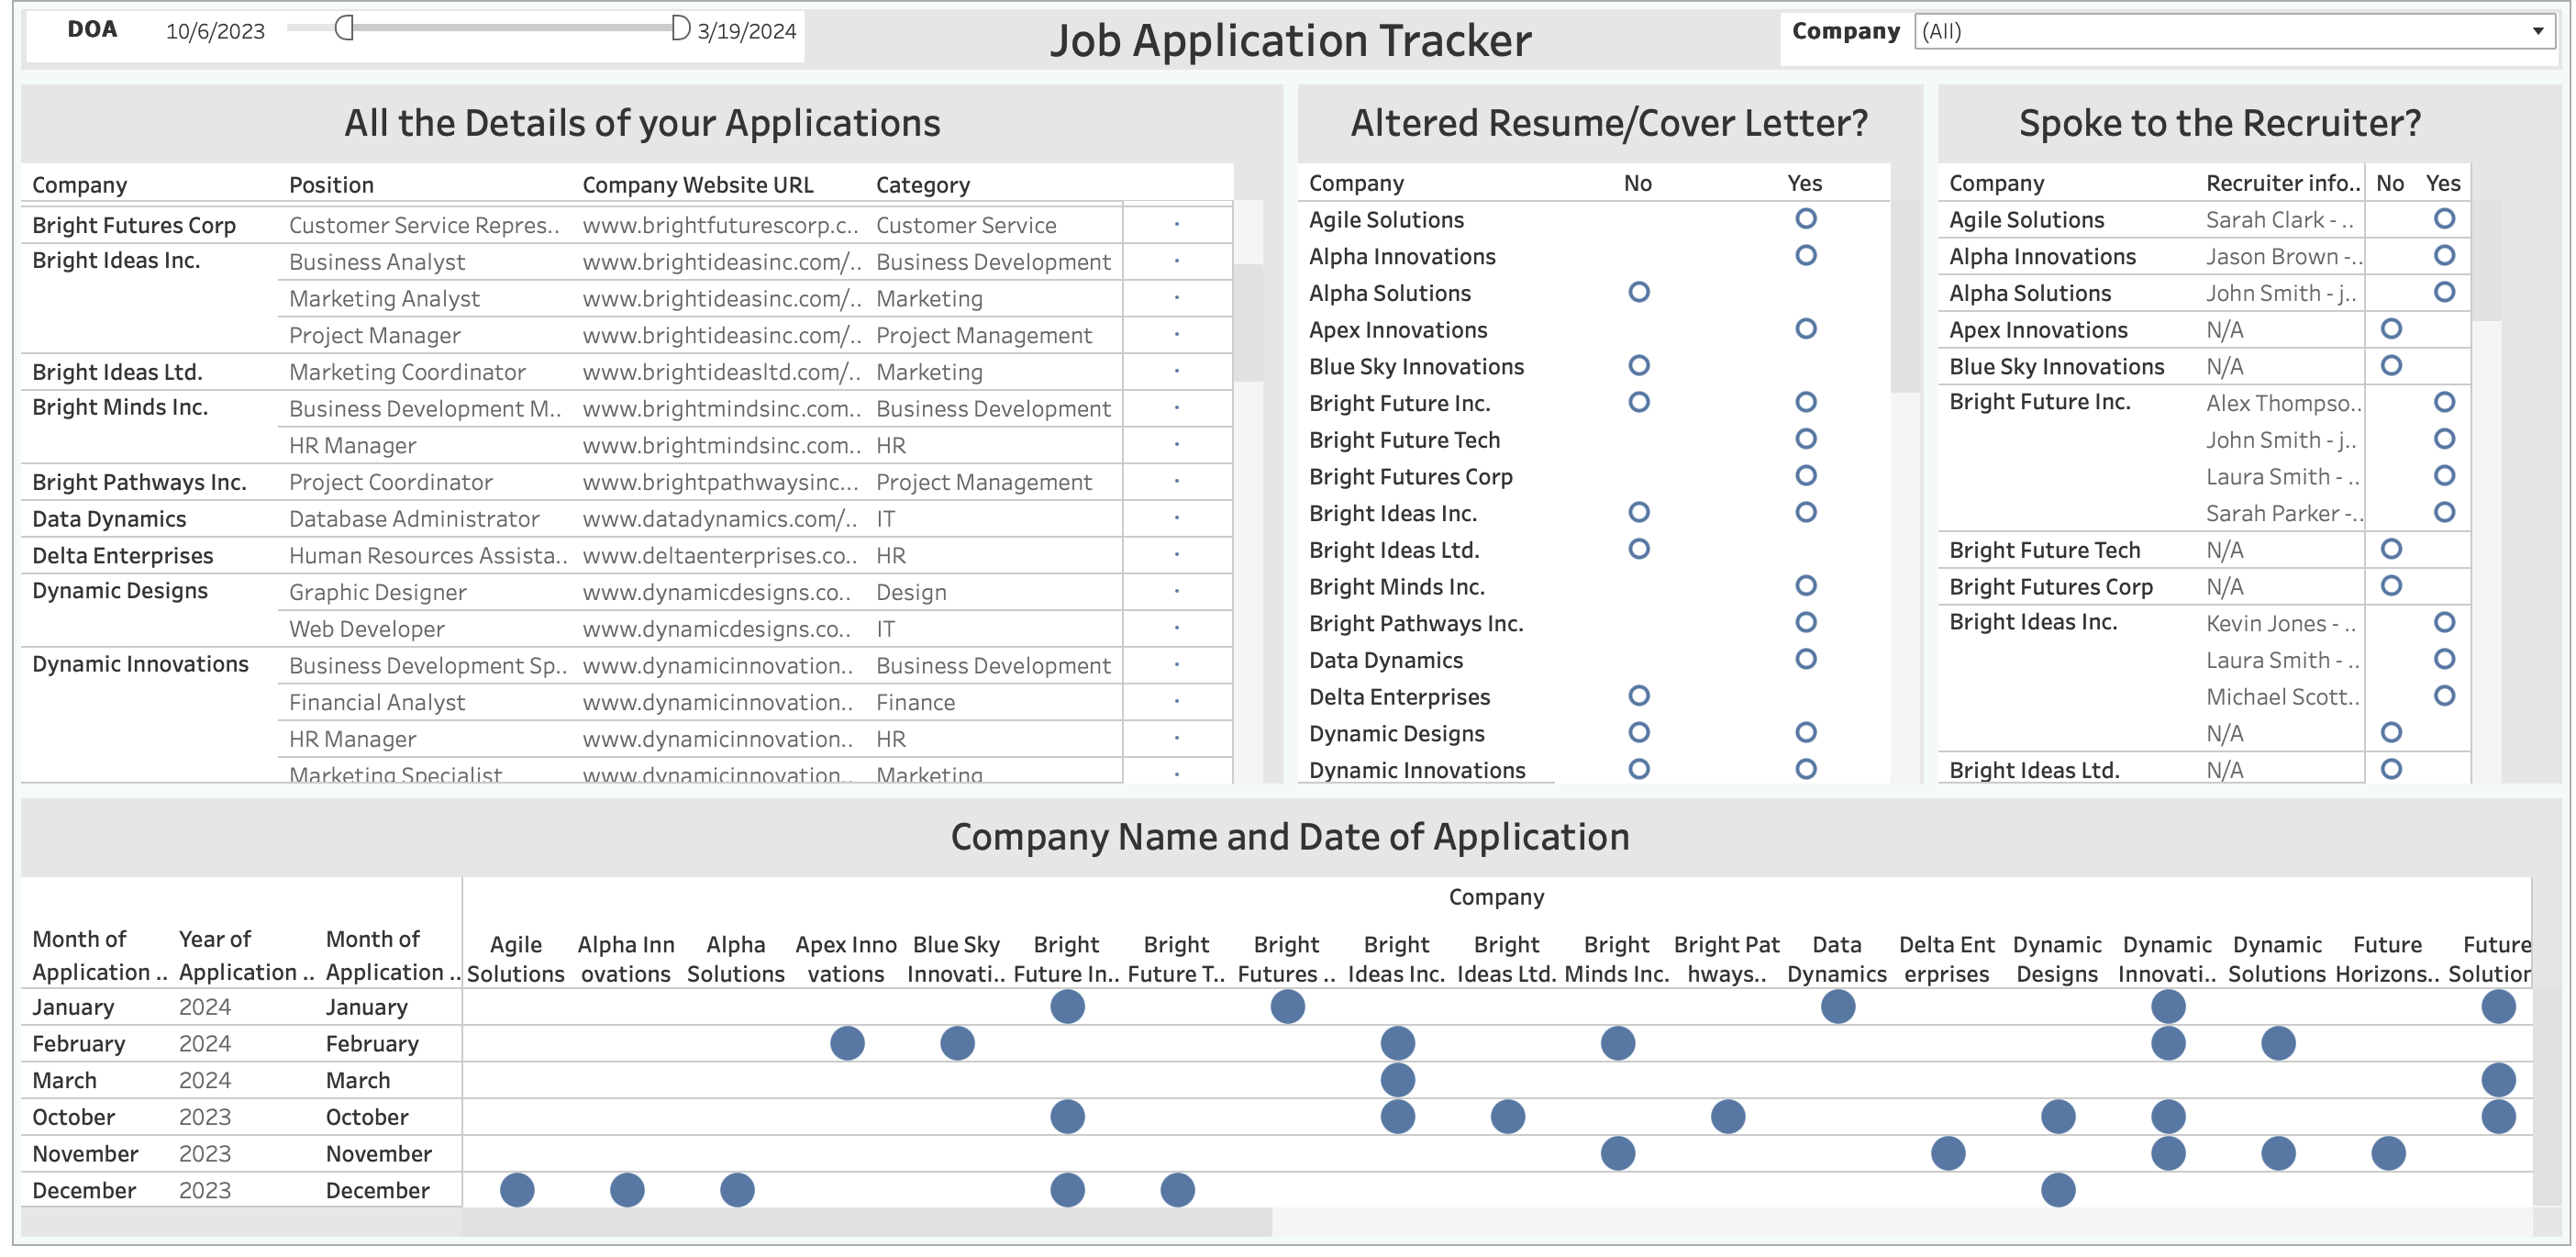 DOA 10/6/2023 3/19/2024 Job Application Tracker Company (All)
All the Details of your Applications
Company Position Company Website URL Category
Bright Futures Corp Customer Service Repres.. www.brightfuturescorp.c.. Customer Service
Bright Ideas Inc. Business Analyst www.brightideasinc.com/.. Business Development
Marketing Analyst www.brightideasinc.com/.. Marketing
Project Manager www.brightideasinc.com/.. Project Management
Bright Ideas Ltd. Marketing Coordinator www.brightideasltd.com/.. Marketing
Bright Minds Inc. Business Development M.. www.brightmindsinc.com.. Business Development
HR Manager www.brightmindsinc.com.. HR
Bright Pathways Inc. Project Coordinator www.brightpathwaysinc... Project Management
Data Dynamics Database Administrator www.datadynamics.com/.. IT
Delta Enterprises Human Resources Assista.. www.deltaenterprises.co.. HR
Dynamic Designs Graphic Designer www.dynamicdesigns.co.. Design
Web Developer www.dynamicdesigns.co.. IT
Dynamic Innovations Business Development Sp.. www.dynamicinnovation.. Business Development
Financial Analyst www.dynamicinnovation.. Finance
HR Manager www.dynamicinnovation.. HR
Marketing Specialist www.dynamicinnovation.. Marketing
Altered Resume/Cover Letter?
Company No Yes
Agile Solutions
Alpha Innovations
Alpha Solutions
Apex Innovations
Blue Sky Innovations
Bright Future Inc.
Bright Future Tech
Bright Futures Corp
Bright Ideas Inc.
Bright Ideas Ltd.
Bright Minds Inc.
Bright Pathways Inc.
Data Dynamics
Delta Enterprises
Dynamic Designs
Dynamic Innovations
Spoke to the Recruiter?
Company Recruiter info.. No Yes
Agile Solutions Sarah Clark - ..
Alpha Innovations Jason Brown -..
Alpha Solutions John Smith - j..
Apex Innovations N/A
Blue Sky Innovations N/A
Bright Future Inc. Alex Thompso..
John Smith - j..
Laura Smith - ..
Sarah Parker -..
Bright Future Tech N/A
Bright Futures Corp N/A
Bright Ideas Inc. Kevin Jones - ..
Laura Smith - ..
Michael Scott..
N/A
Bright Ideas Ltd. N/A
Company Name and Date of Application
Company
Month of Year of Month of Agile Alpha Inn Alpha Apex Inno Blue Sky Bright Bright Bright Bright Bright Bright Bright Pat Data Delta Ent Dynamic Dynamic Dynamic Future Future
Application .. Application .. Application .. Solutions ovations Solutions vations Innovati.. Future In.. Future T.. Futures .. Ideas Inc. Ideas Ltd. Minds Inc. hways.. Dynamics erprises Designs Innovati.. Solutions Horizons.. Solution
January 2024 January
February 2024 February
March 2024 March
October 2023 October
November 2023 November
December 2023 December